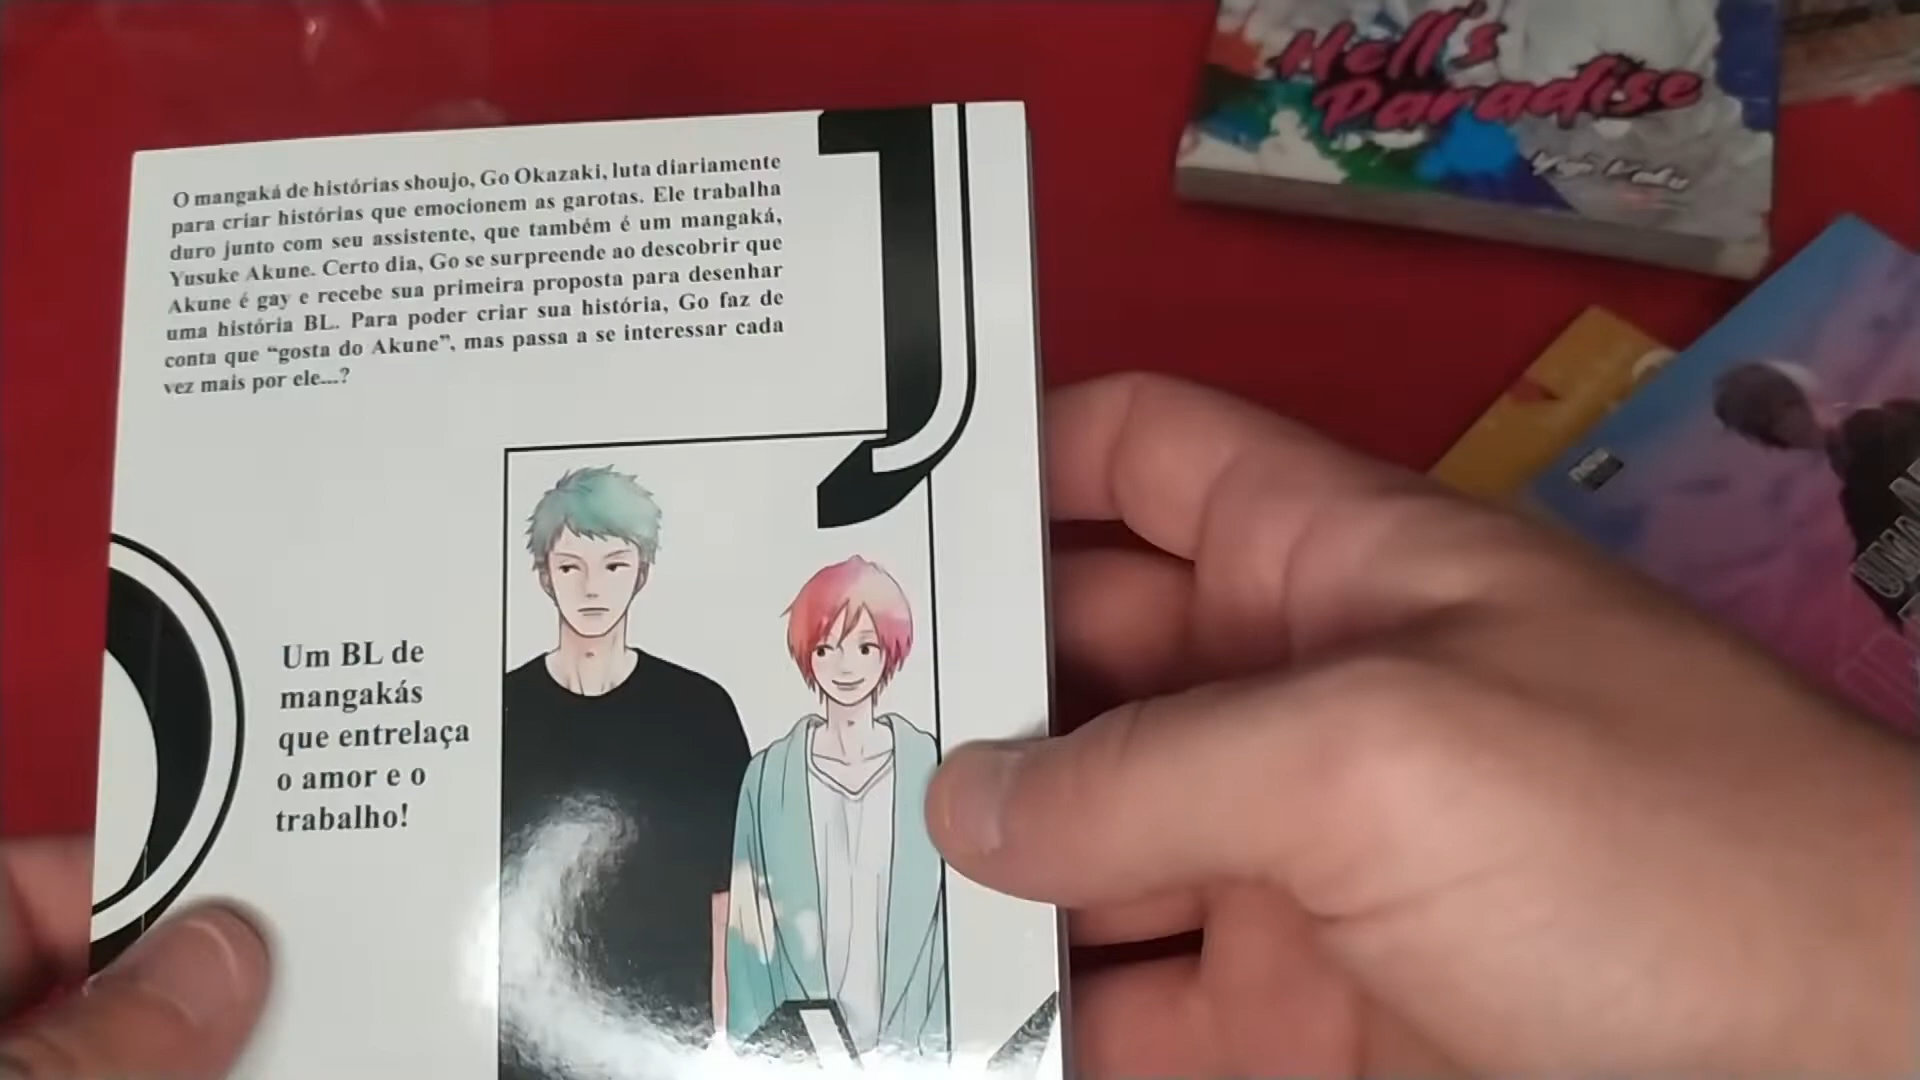 O mangaká de histórias shoujo, Go Okazaki, luta diariamente
para criar histórias que emocionem as garotas. Ele trabalha
duro junto com seu assistente, que também é um mangaká,
Yusuke Akune. Certo dia, Go se surpreende ao descobrir que
Akune é gay e recebe sua primeira proposta para desenhar
uma história BL. Para poder criar sua história, Go faz de
conta que “gosta do Akune”, mas passa a se interessar cada
vez mais por ele...?
Um BL de
mangakás
que entrelaça
o amor e o
trabalho!
Hell's
Paradise
Yuji Kaku